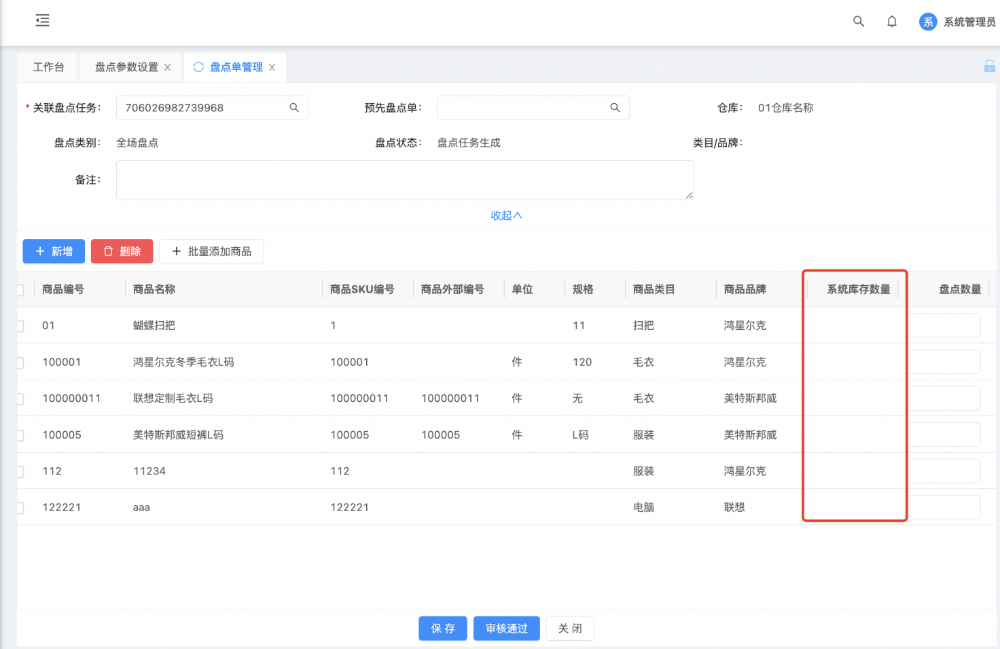 系 系统管理员
工作台 盘点参数设置 盘点单管理
* 关联盘点任务: 706026982739968 预先盘点单: 仓库: 01仓库名称
盘点类别: 全场盘点 盘点状态: 盘点任务生成 类目/品牌:
备注:
收起
+ 新增 删除 + 批量添加商品
商品编号 商品名称 商品SKU编号 商品外部编号 单位 规格 商品类目 商品品牌 系统库存数量 盘点数量
01 蝴蝶扫把 1 11 扫把 鸿星尔克
100001 鸿星尔克冬季毛衣L码 100001 件 120 毛衣 鸿星尔克
100000011 联想定制毛衣L码 100000011 100000011 件 无 毛衣 美特斯邦威
100005 美特斯邦威短裤L码 100005 100005 件 L码 服装 美特斯邦威
112 11234 112 服装 鸿星尔克
122221 aaa 122221 电脑 联想
保 存 审核通过 关 闭